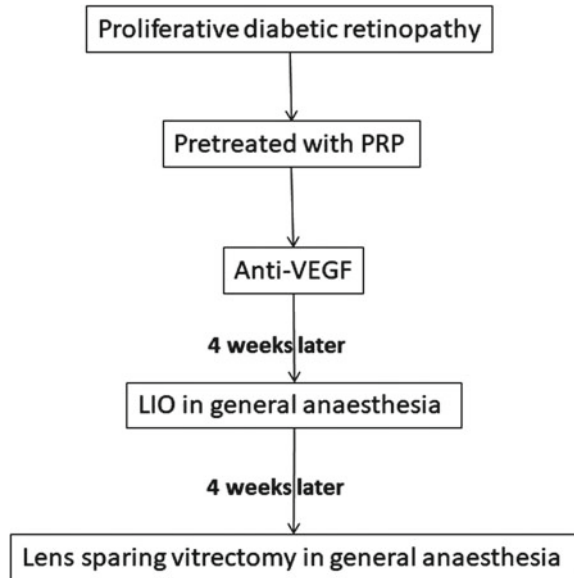 Proliferative diabetic retinopathy
Pretreated with PRP
Anti-VEGF
4 weeks later
LIO in general anaesthesia
4 weeks later
Lens sparing vitrectomy in general anaesthesia